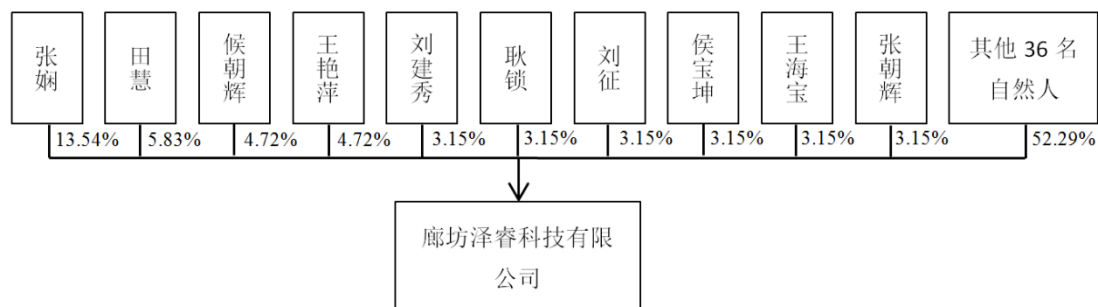 张娴
田慧
候朝辉
王艳萍
刘建秀
耿锁
刘征
侯宝坤
王海宝
张朝辉
其他 36 名
自然人
13.54%
5.83%
4.72%
4.72%
3.15%
3.15%
3.15%
3.15%
3.15%
3.15%
52.29%
廊坊泽睿科技有限
公司